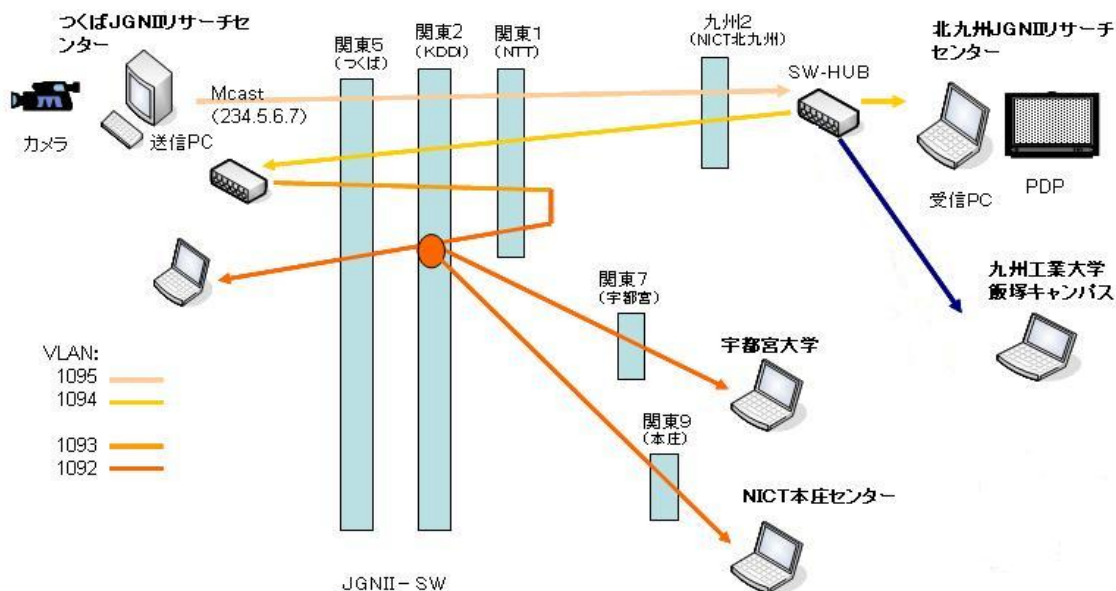 つくばJGNⅡリサーチセ
ンター
カメラ
送信PC
Mcast
(234.5.6.7)
関東5
(つくば)
関東2
(KDDI)
関東1
(NTT)
九州2
(NICT北九州)
SW-HUB
北九州JGNⅡリサーチ
センター
受信PC
PDP
九州工業大学
飯塚キャンパス
関東7
(宇都宮)
宇都宮大学
関東9
(本庄)
NICT本庄センター
VLAN:
1095
1094
1093
1092
JGNⅡ-SW